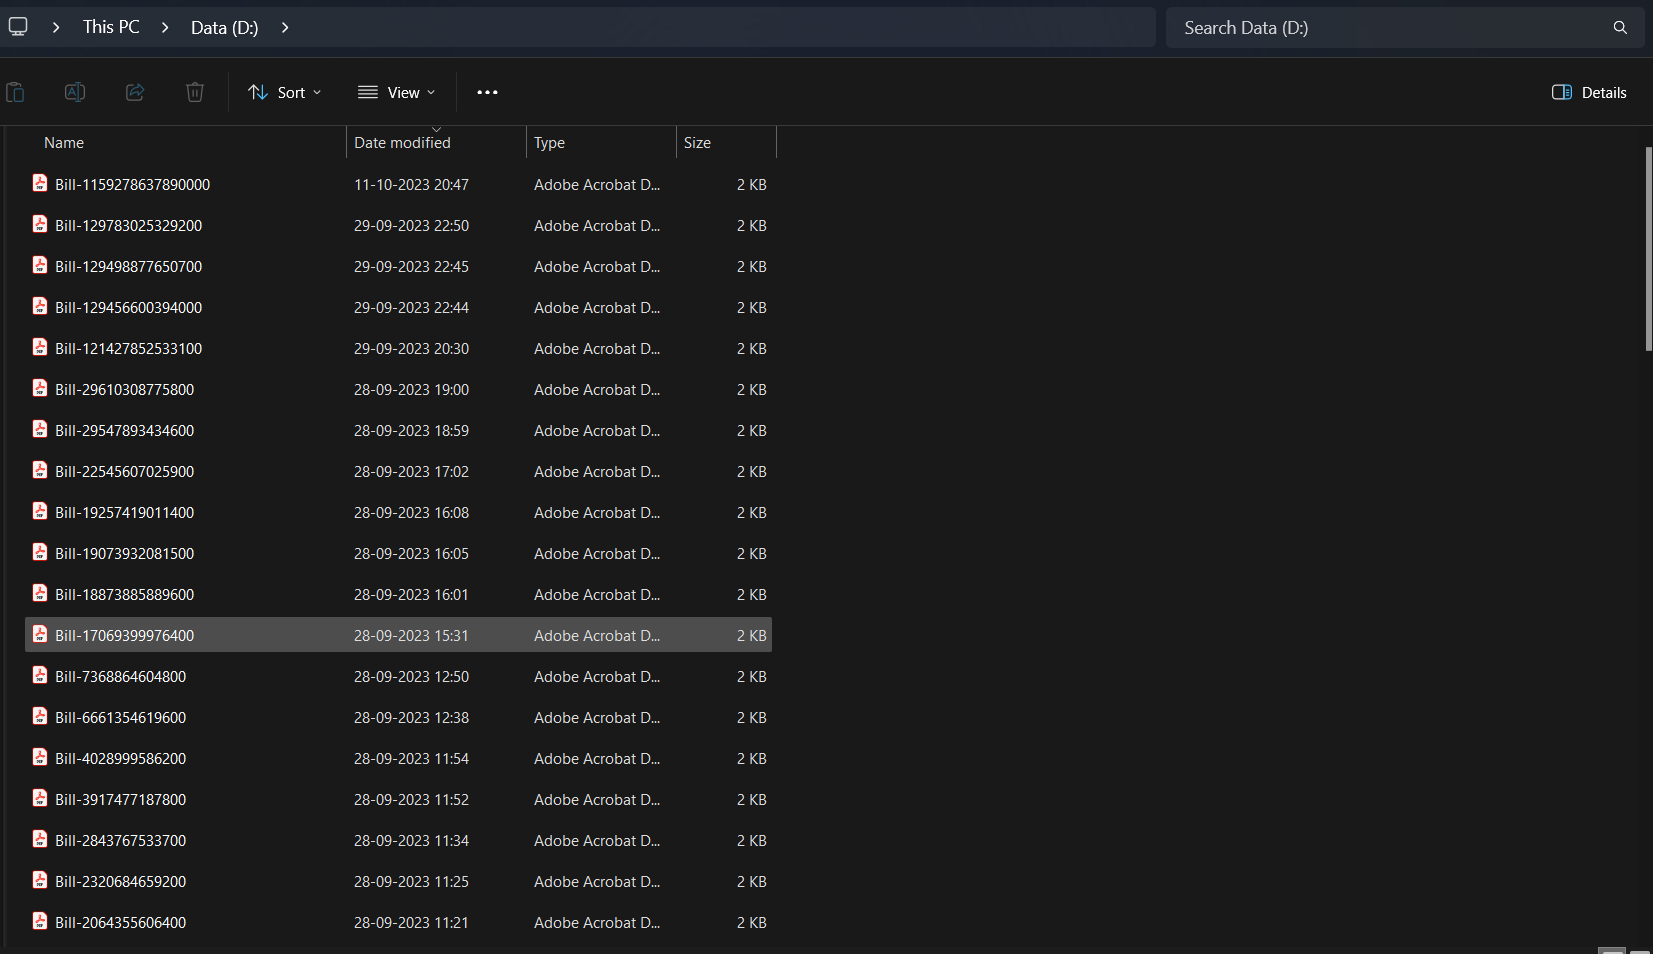 This PC Data (D:) Search Data (D:)
Sort View Details
Name Date modified Type Size
Bill-1159278637890000 11-10-2023 20:47 Adobe Acrobat D... 2 KB
Bill-129783025329200 29-09-2023 22:50 Adobe Acrobat D... 2 KB
Bill-129498877650700 29-09-2023 22:45 Adobe Acrobat D... 2 KB
Bill-129456600394000 29-09-2023 22:44 Adobe Acrobat D... 2 KB
Bill-121427852533100 29-09-2023 20:30 Adobe Acrobat D... 2 KB
Bill-29610308775800 28-09-2023 19:00 Adobe Acrobat D... 2 KB
Bill-29547893434600 28-09-2023 18:59 Adobe Acrobat D... 2 KB
Bill-22545607025900 28-09-2023 17:02 Adobe Acrobat D... 2 KB
Bill-19257419011400 28-09-2023 16:08 Adobe Acrobat D... 2 KB
Bill-19073932081500 28-09-2023 16:05 Adobe Acrobat D... 2 KB
Bill-18873885889600 28-09-2023 16:01 Adobe Acrobat D... 2 KB
Bill-17069399976400 28-09-2023 15:31 Adobe Acrobat D... 2 KB
Bill-7368864604800 28-09-2023 12:50 Adobe Acrobat D... 2 KB
Bill-6661354619600 28-09-2023 12:38 Adobe Acrobat D... 2 KB
Bill-4028999586200 28-09-2023 11:54 Adobe Acrobat D... 2 KB
Bill-3917477187800 28-09-2023 11:52 Adobe Acrobat D... 2 KB
Bill-2843767533700 28-09-2023 11:34 Adobe Acrobat D... 2 KB
Bill-2320684659200 28-09-2023 11:25 Adobe Acrobat D... 2 KB
Bill-2064355606400 28-09-2023 11:21 Adobe Acrobat D... 2 KB